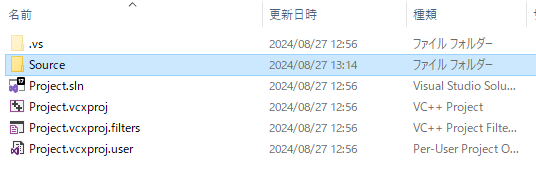 名前 更新日時 種類
.vs 2024/08/27 12:56 ファイル フォルダー
Source 2024/08/27 13:14 ファイル フォルダー
Project.sln 2024/08/27 12:56 Visual Studio Solu...
Project.vcxproj 2024/08/27 12:56 VC++ Project
Project.vcxproj.filters 2024/08/27 12:56 VC++ Project Filte...
Project.vcxproj.user 2024/08/27 12:56 Per-User Project O...